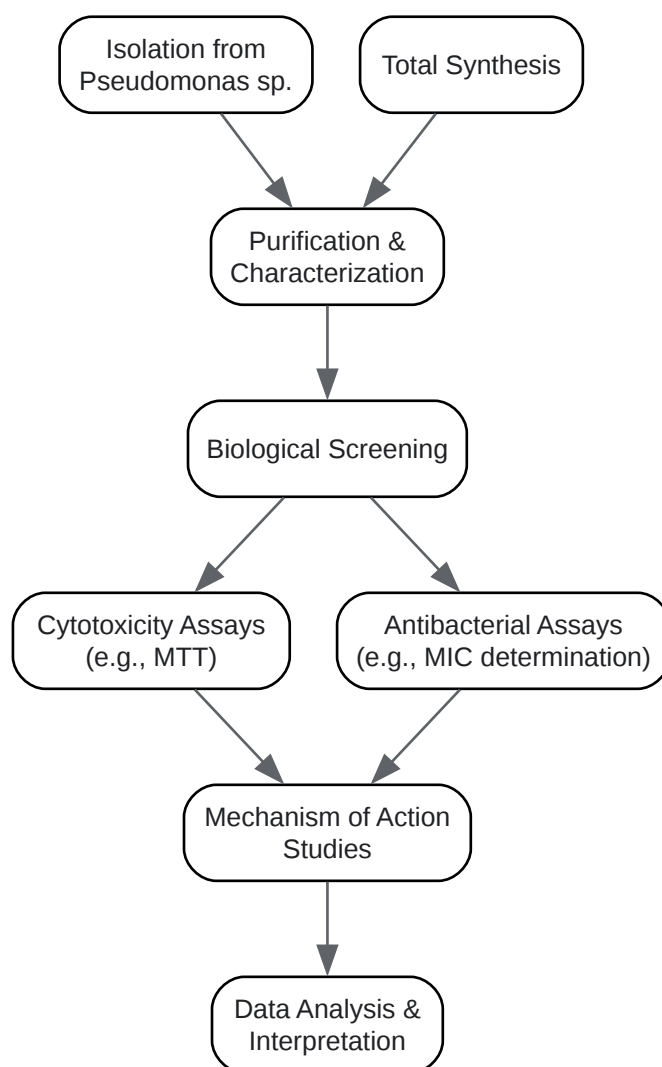 Isolation from
Pseudomonas sp.
Total Synthesis
Purification &
Characterization
Biological Screening
Cytotoxicity Assays
(e.g., MTT)
Antibacterial Assays
(e.g., MIC determination)
Mechanism of Action
Studies
Data Analysis &
Interpretation